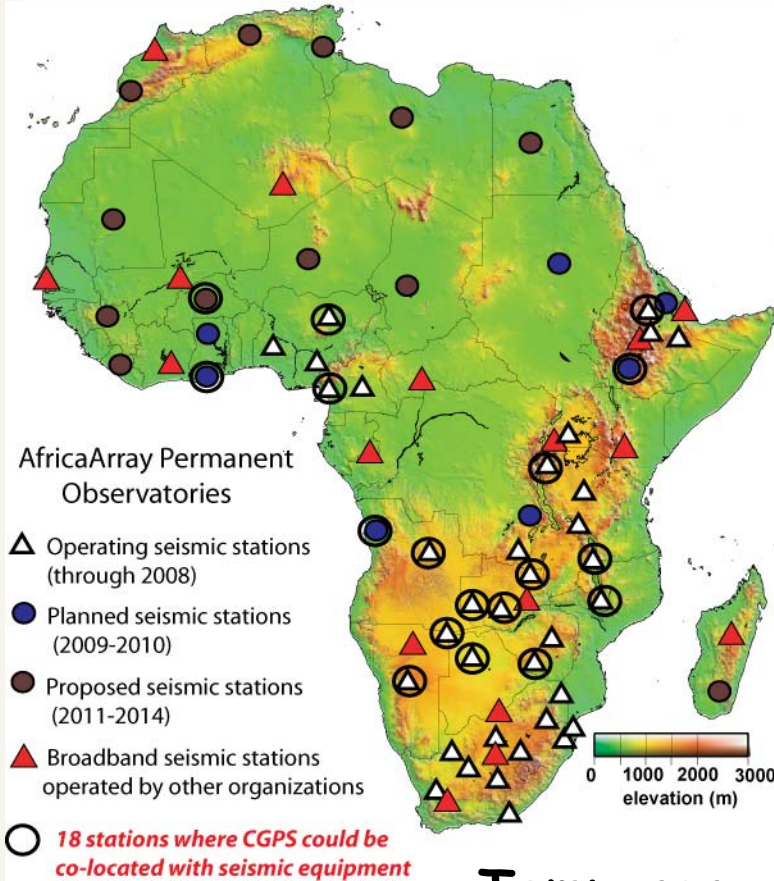 AfricaArray Permanent
Observatories
Operating seismic stations
(through 2008)
Planned seismic stations
(2009-2010)
Proposed seismic stations
(2011-2014)
Broadband seismic stations
operated by other organizations
18 stations where CGPS could be
co-located with seismic equipment
0 1000 2000 3000
elevation (m)